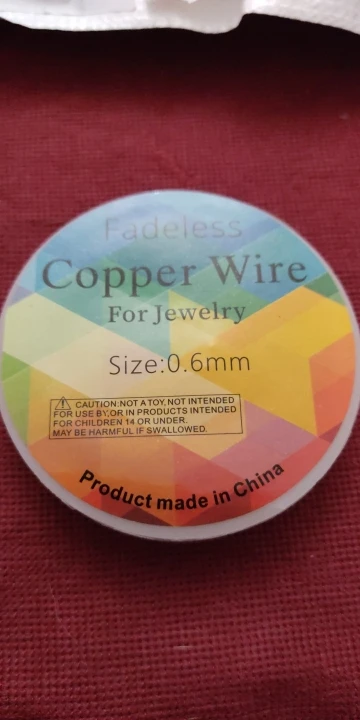 Fadeless
Copper Wire
For Jewelry
Size:0.6mm
CAUTION:NOT A TOY, NOT INTENDED
FOR USE BY,OR IN PRODUCTS INTENDED
FOR CHILDREN 14 OR UNDER.
MAY BE HARMFUL IF SWALLOWED.
Product made in China